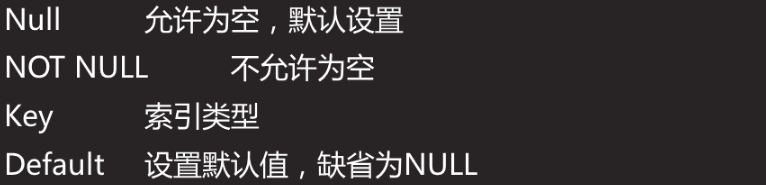 Null 允许为空，默认设置
NOT NULL 不允许为空
Key 索引类型
Default 设置默认值，缺省为NULL